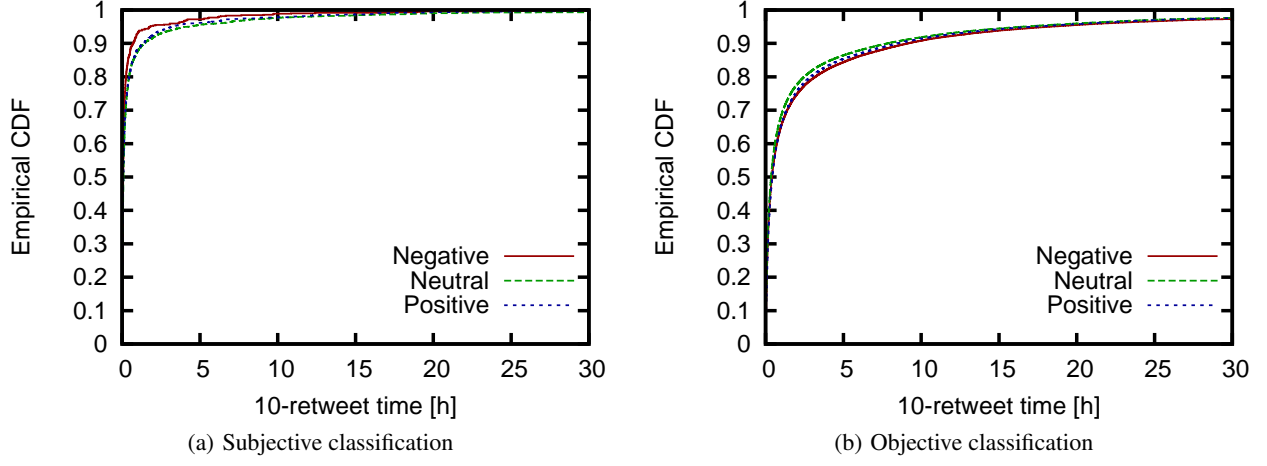 Empirical CDF
1
0.9
0.8
0.7
0.6
0.5
0.4
0.3
0.2
0.1
0
Negative
Neutral
Positive
0 5 10 15 20 25 30
10-retweet time [h]
(a) Subjective classification
Empirical CDF
1
0.9
0.8
0.7
0.6
0.5
0.4
0.3
0.2
0.1
0
Negative
Neutral
Positive
0 5 10 15 20 25 30
10-retweet time [h]
(b) Objective classification